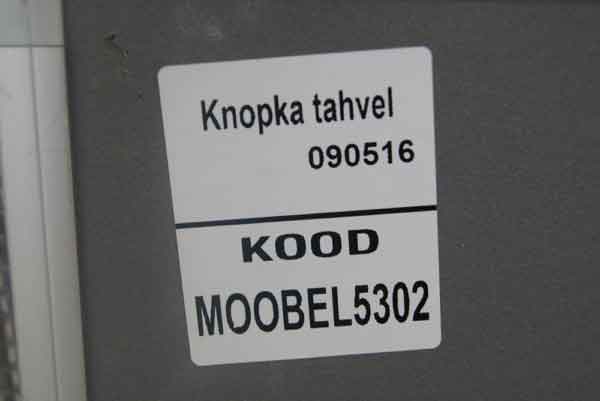 Knopka tahvel
090516
KOOD
MOOBEL5302